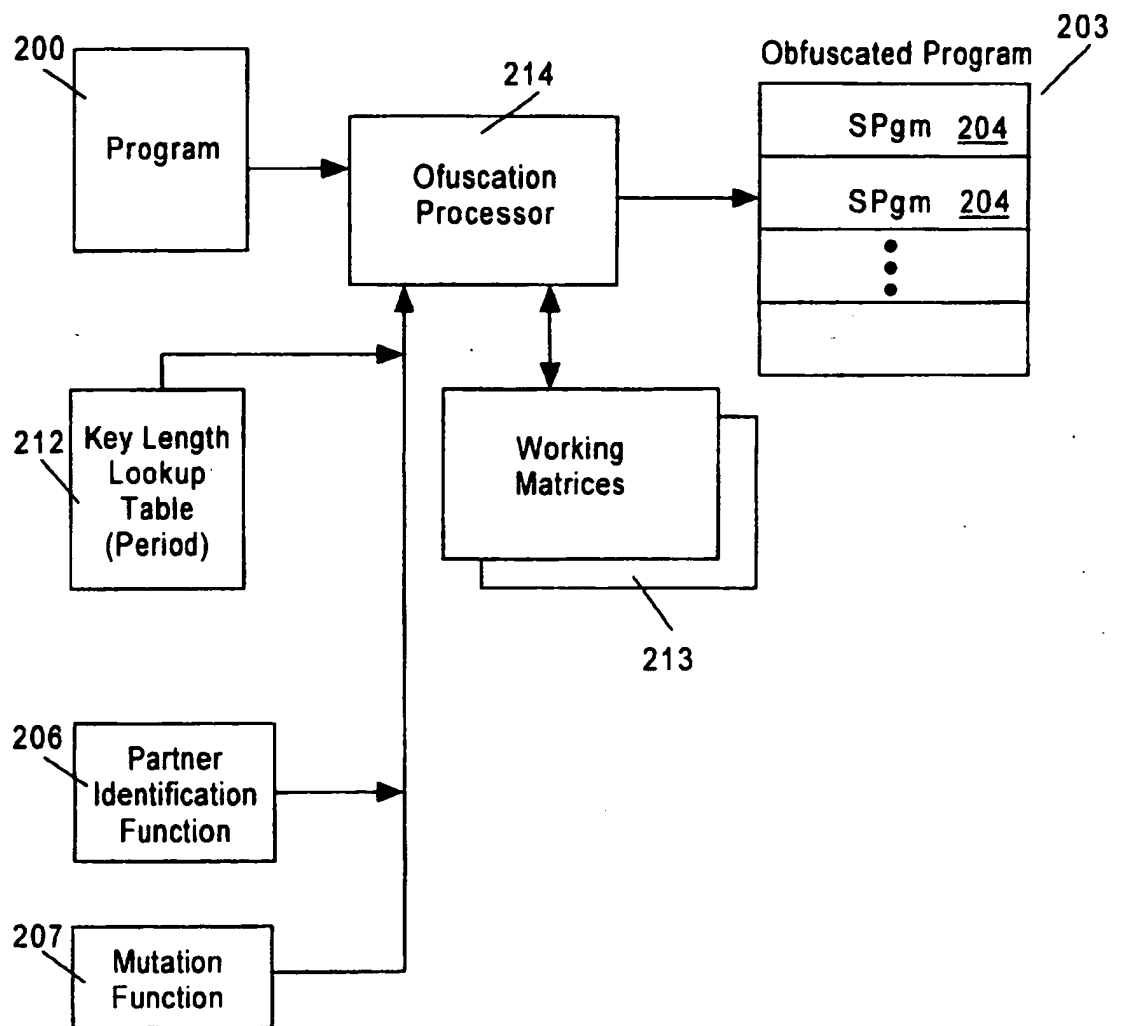 200
Program
214
Ofuscation
Processor
203
Obfuscated Program
SPgm 204
SPgm 204
212
Key Length
Lookup
Table
(Period)
Working
Matrices
213
206
Partner
Identification
Function
207
Mutation
Function